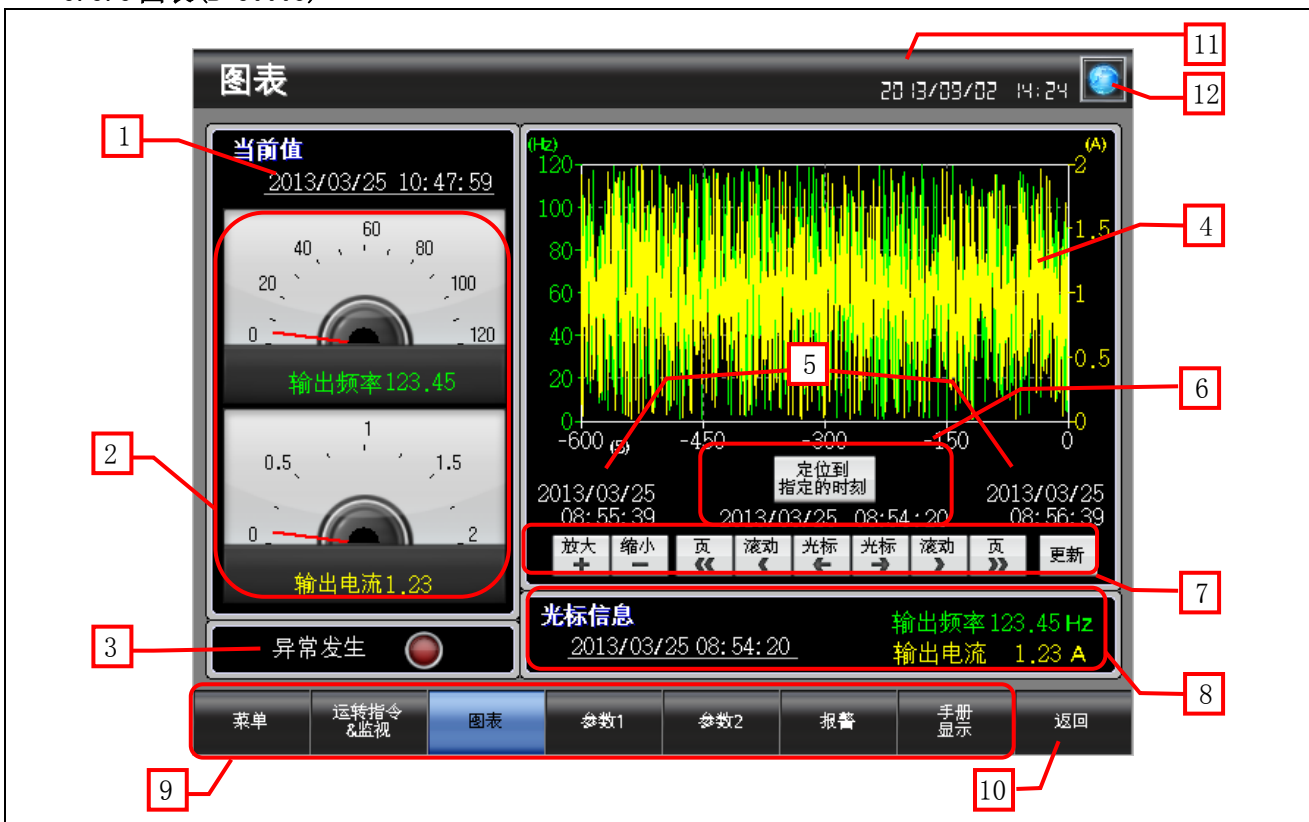 11
图表
2013/09/02 14:24
12
1
当前值
2013/03/25 10:47:59
60
40
80
20
100
0
120
输出频率123.45
2
1
0.5
1.5
0
2
输出电流1.23
3
异常发生
(Hz)
(A)
120
2
100
1.5
4
80
60
1
40
5
0.5
20
6
0
0
-600
(S)
-450
-300
-150
0
定位到
指定的时刻
2013/03/25
08:55:39
2013/03/25 08:54:20
2013/03/25
08:56:39
放大
+
缩小
-
页
«
滚动
‹
光标
←
光标
→
滚动
›
页
»
更新
7
光标信息
2013/03/25 08:54:20
输出频率 123.45 Hz
输出电流 1.23 A
8
菜单
运转指令
&监视
图表
参数1
参数2
报警
手册
显示
返回
9
10